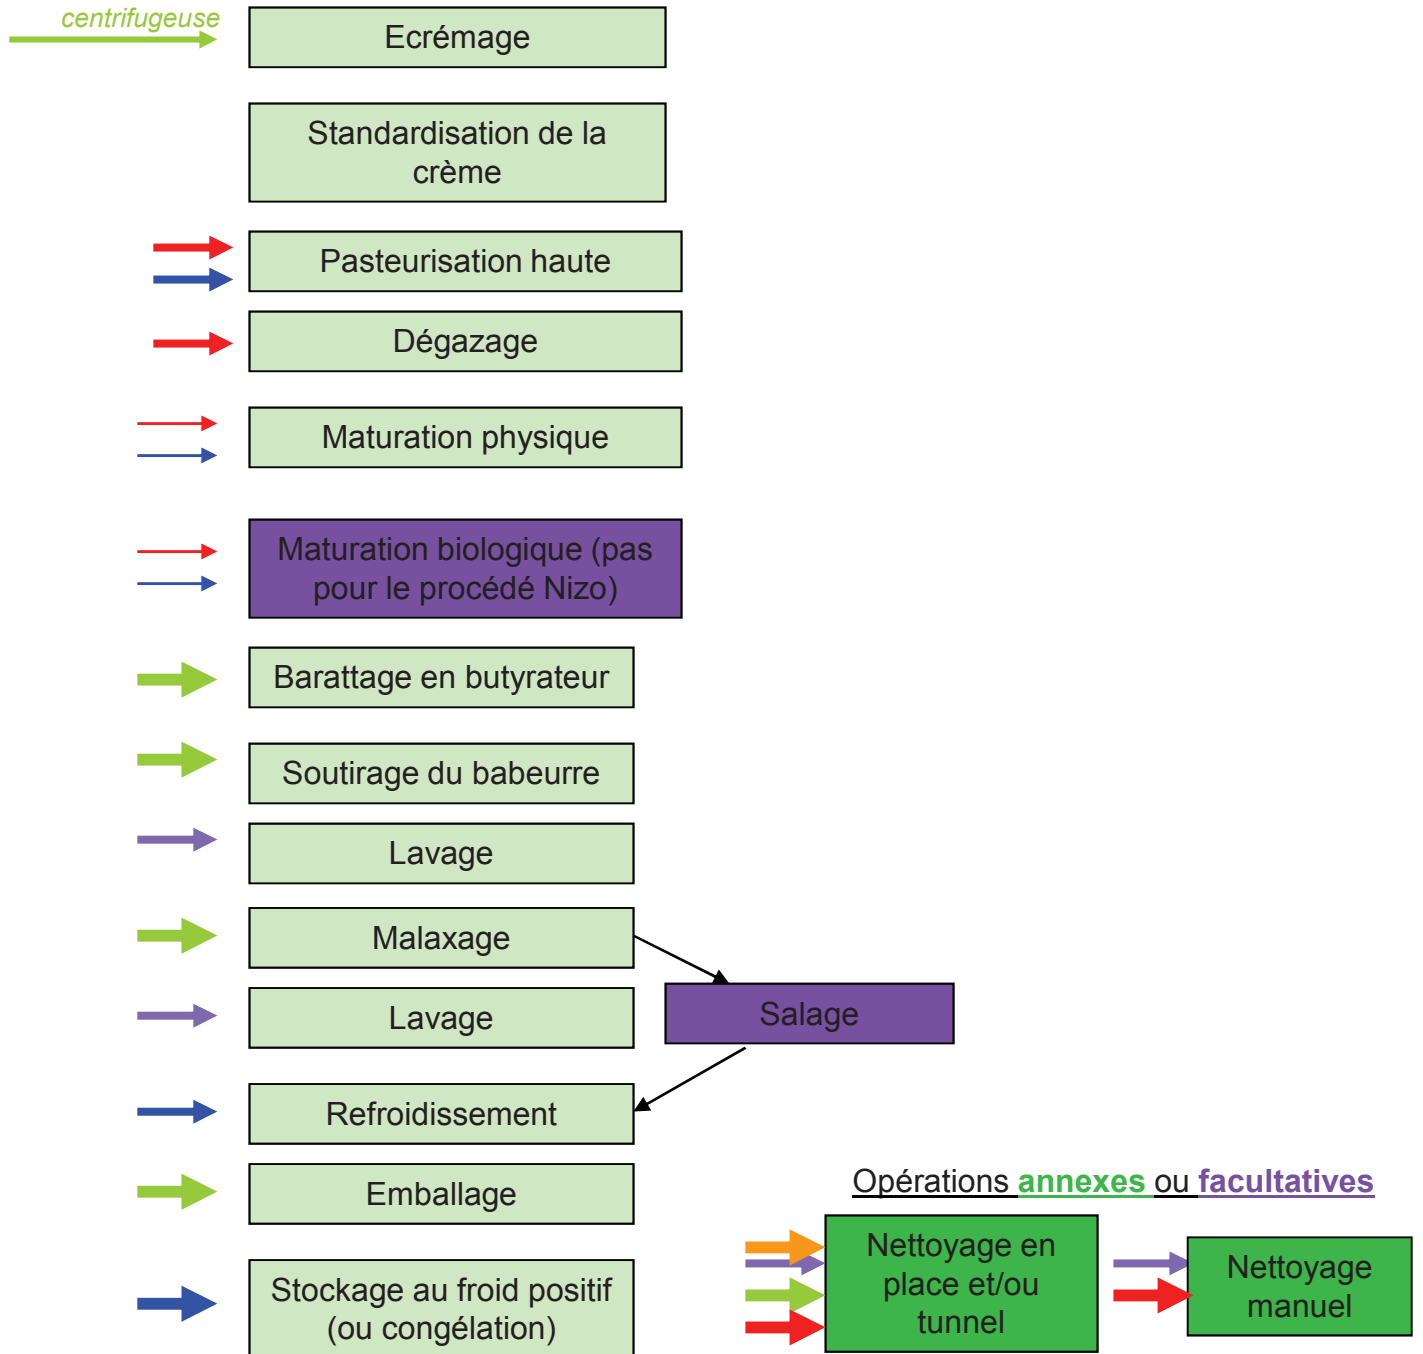 centrifugeuse
Ecrémage
Standardisation de la
crème
Pasteurisation haute
Dégazage
Maturation physique
Maturation biologique (pas
pour le procédé Nizo)
Barattage en butyrateur
Soutirage du babeurre
Lavage
Malaxage
Lavage
Salage
Refroidissement
Emballage
Stockage au froid positif
(ou congélation)
Opérations annexes ou facultatives
Nettoyage en
place et/ou
tunnel
Nettoyage
manuel